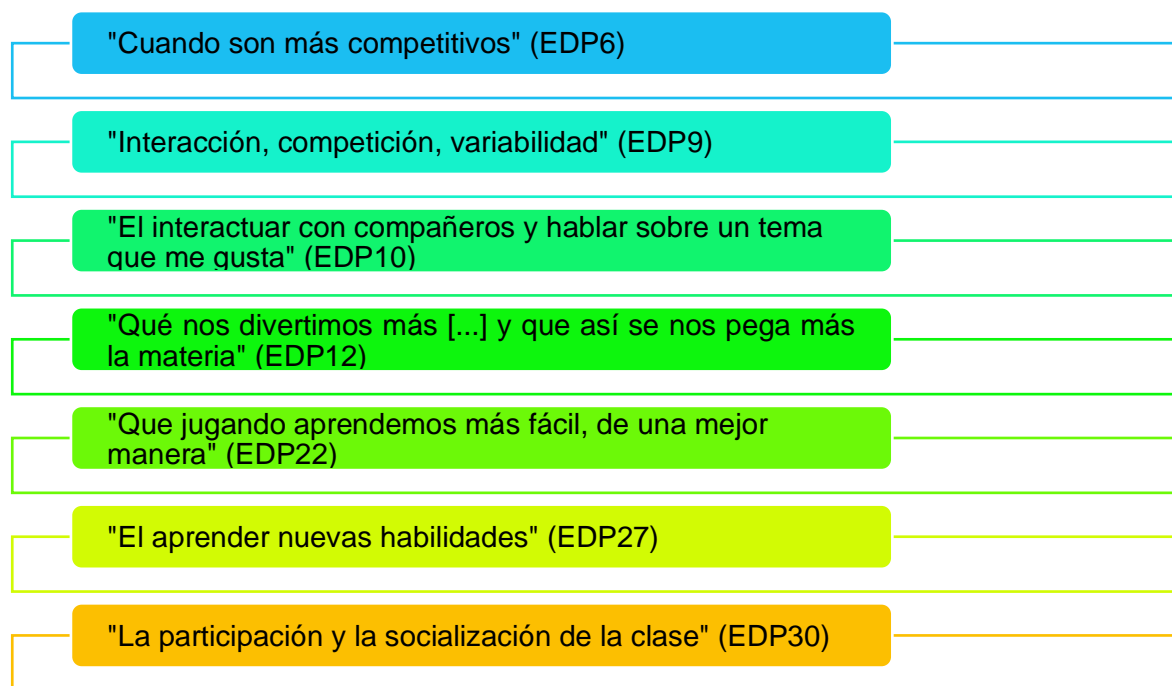 "Cuando son más competitivos" (EDP6)
"Interacción, competición, variabilidad" (EDP9)
"El interactuar con compañeros y hablar sobre un tema
que me gusta" (EDP10)
"Qué nos divertimos más [...] y que así se nos pega más
la materia" (EDP12)
"Que jugando aprendemos más fácil, de una mejor
manera" (EDP22)
"El aprender nuevas habilidades" (EDP27)
"La participación y la socialización de la clase" (EDP30)